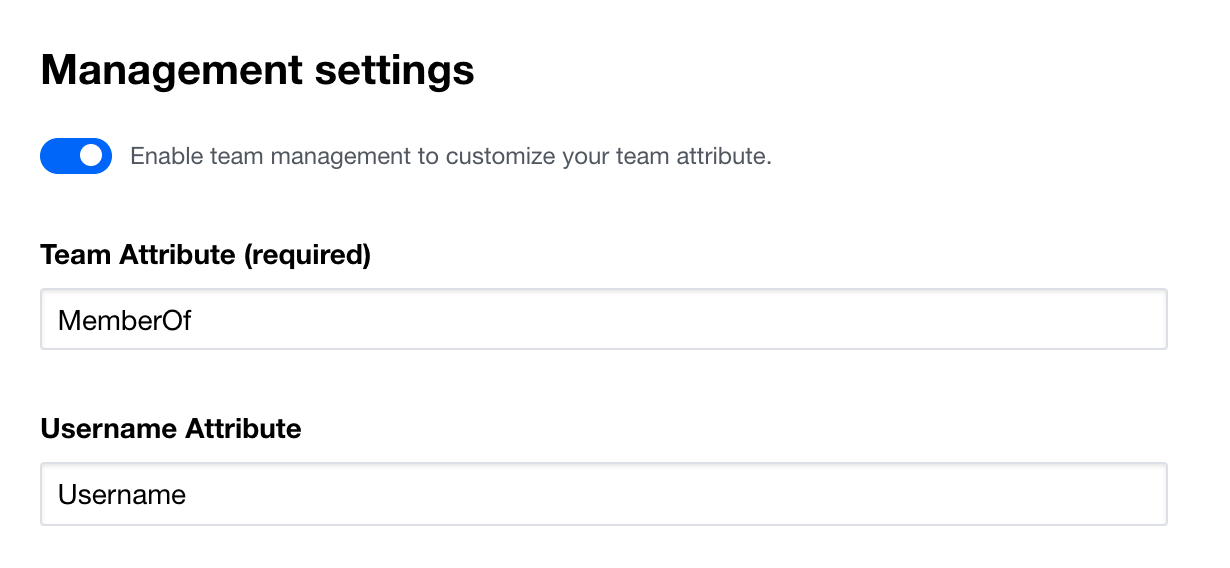 Management settings
Enable team management to customize your team attribute.
Team Attribute (required)
MemberOf
Username Attribute
Username